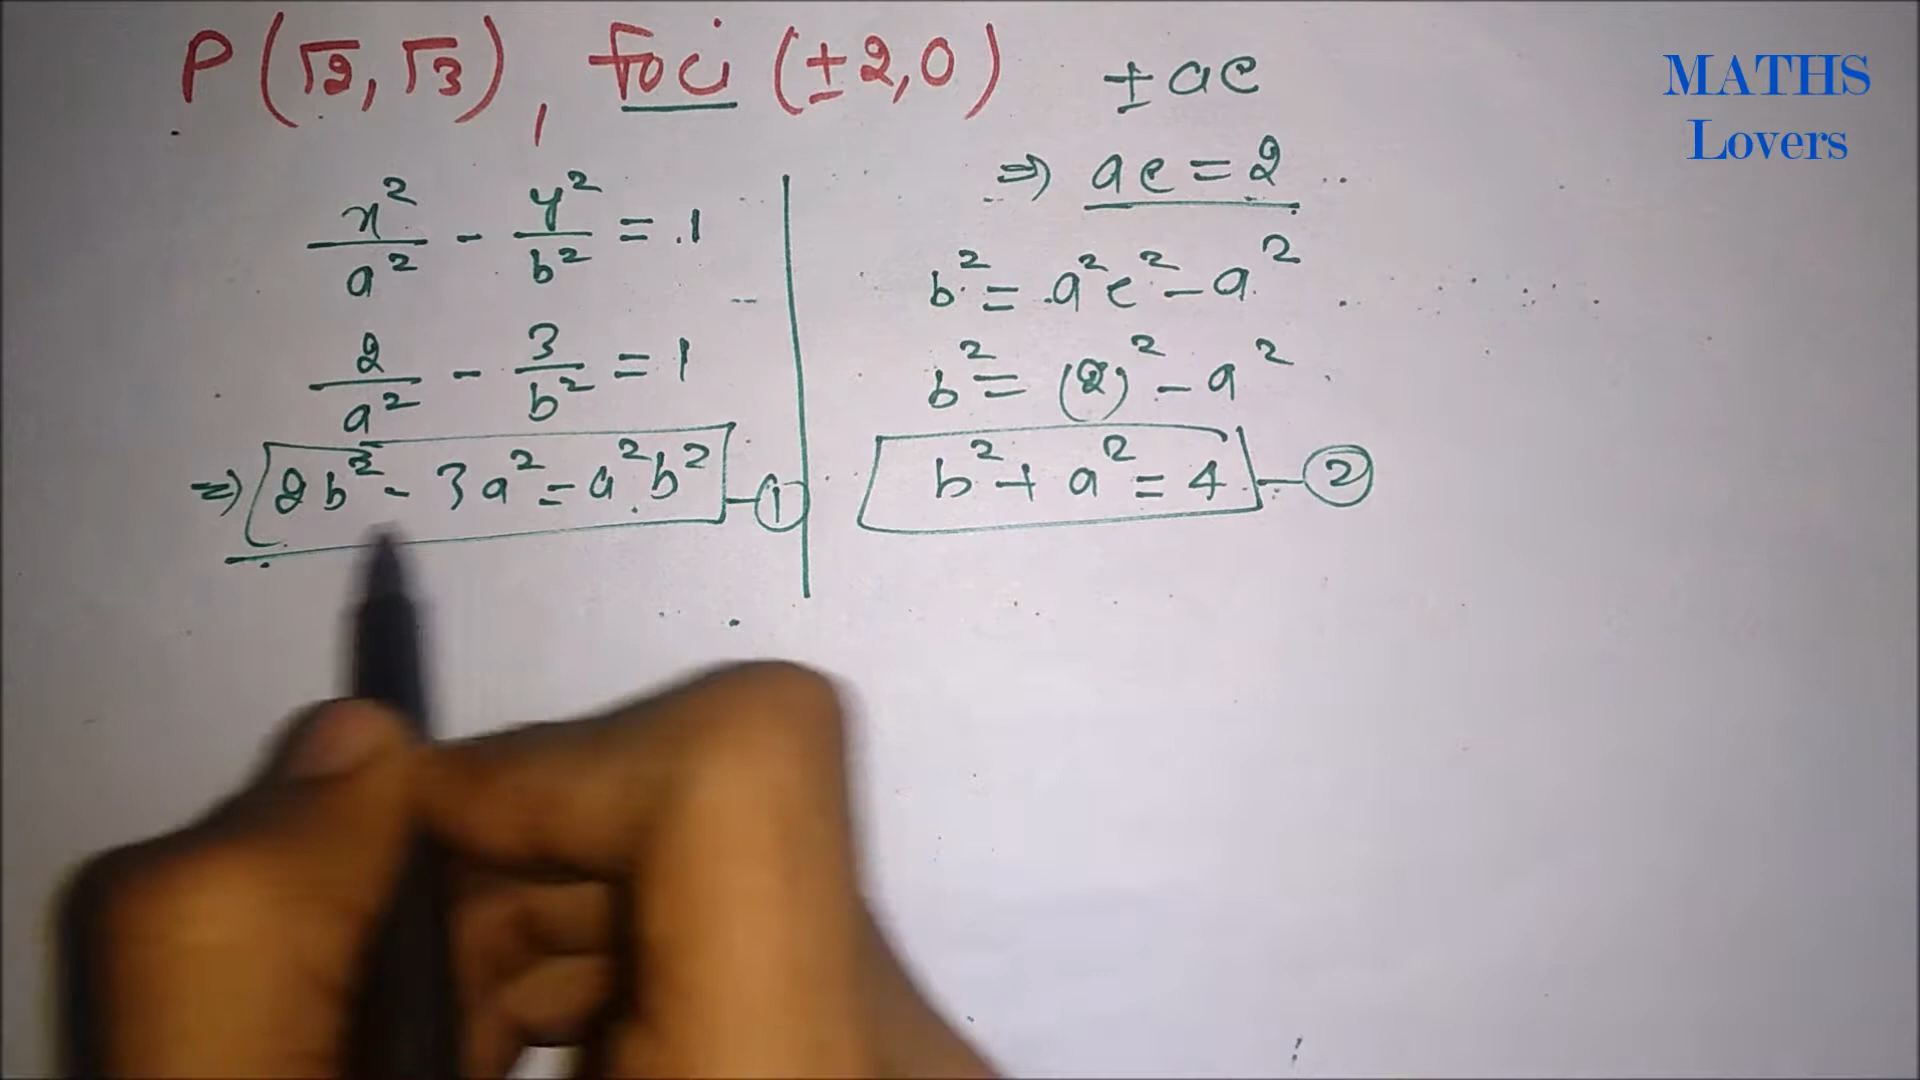 P(√2, √3), foci (±2,0) ±ae
MATHS
Lovers
x²/a² - y²/b² = 1
2/a² - 3/b² = 1
⇒ 2b² - 3a² = a²b² —①
⇒ ae = 2
b² = a²e² - a²
b² = (2)² - a²
b² + a² = 4 —②